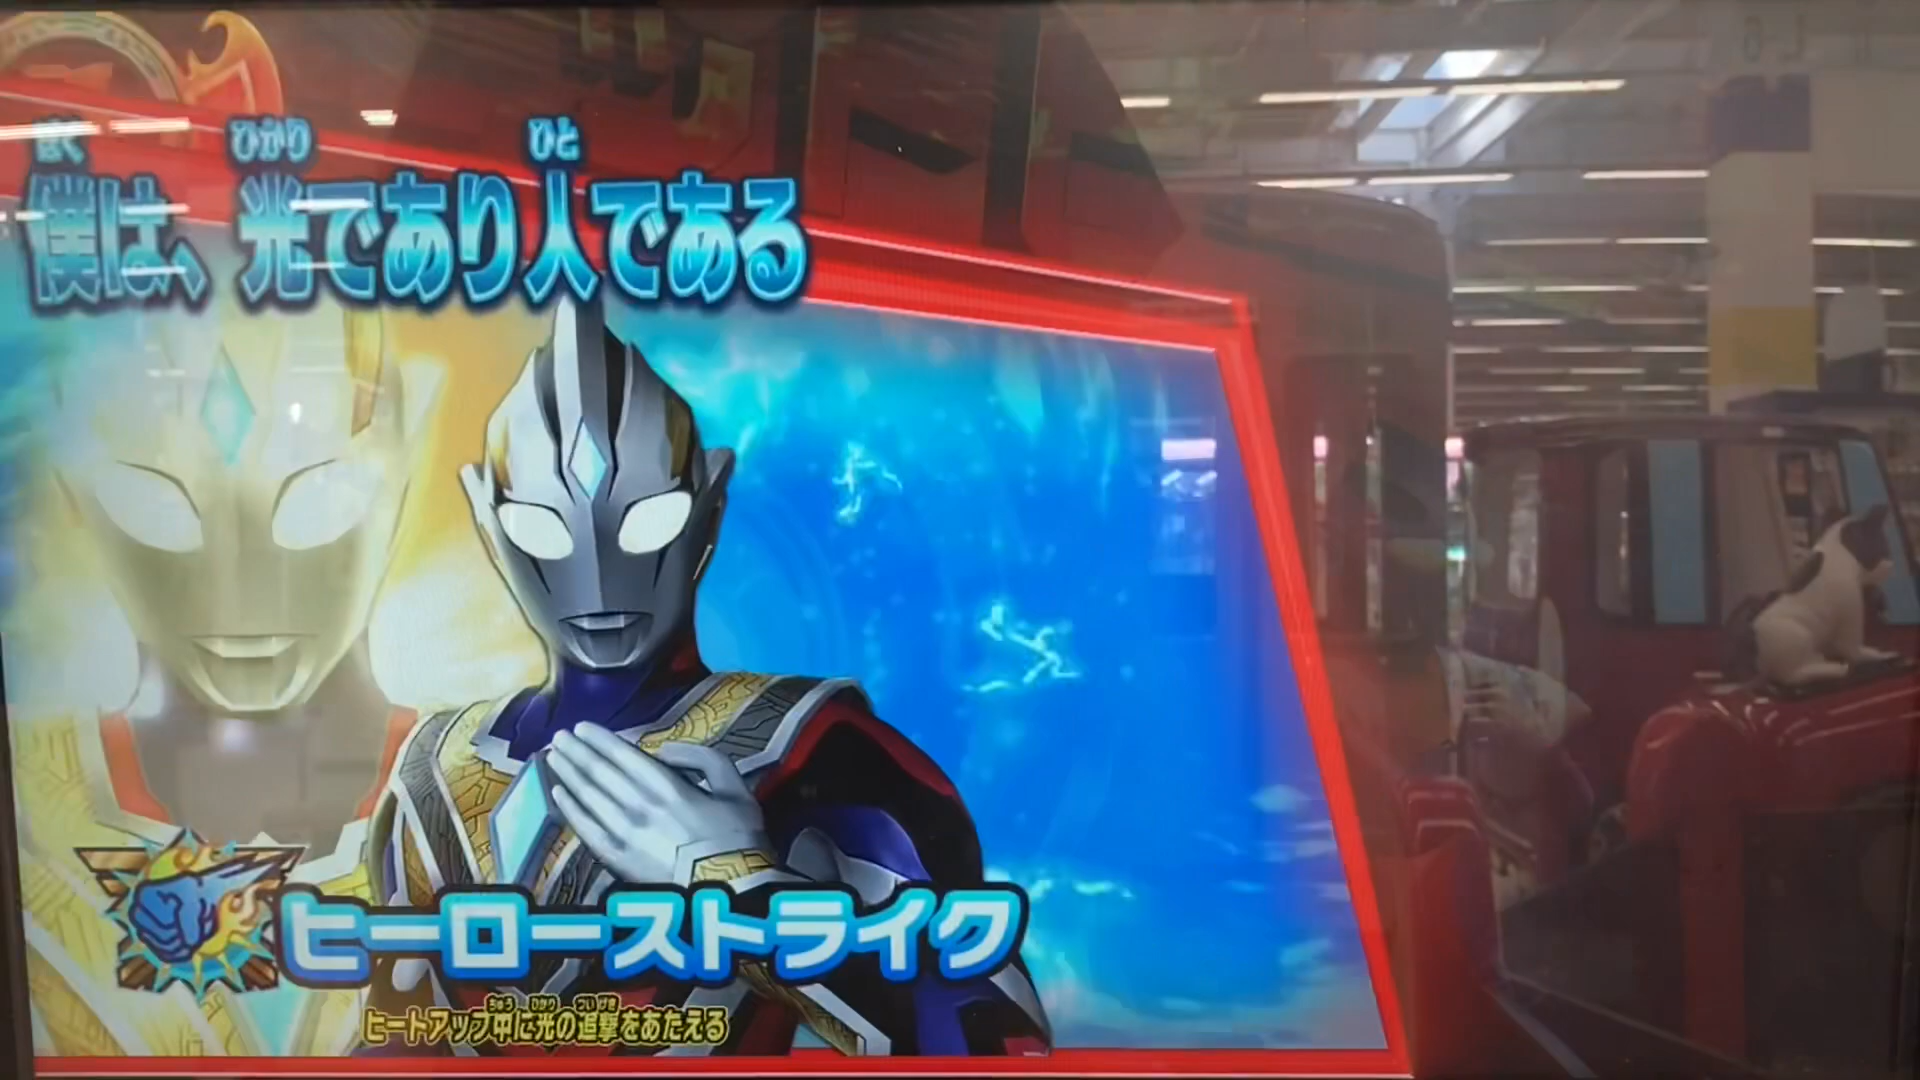 ぼく ひかり ひと
僕は、光であり人である
ヒーローストライク
ちゅう ひかり ついげき
ヒートアップ中に光の追撃をあたえる